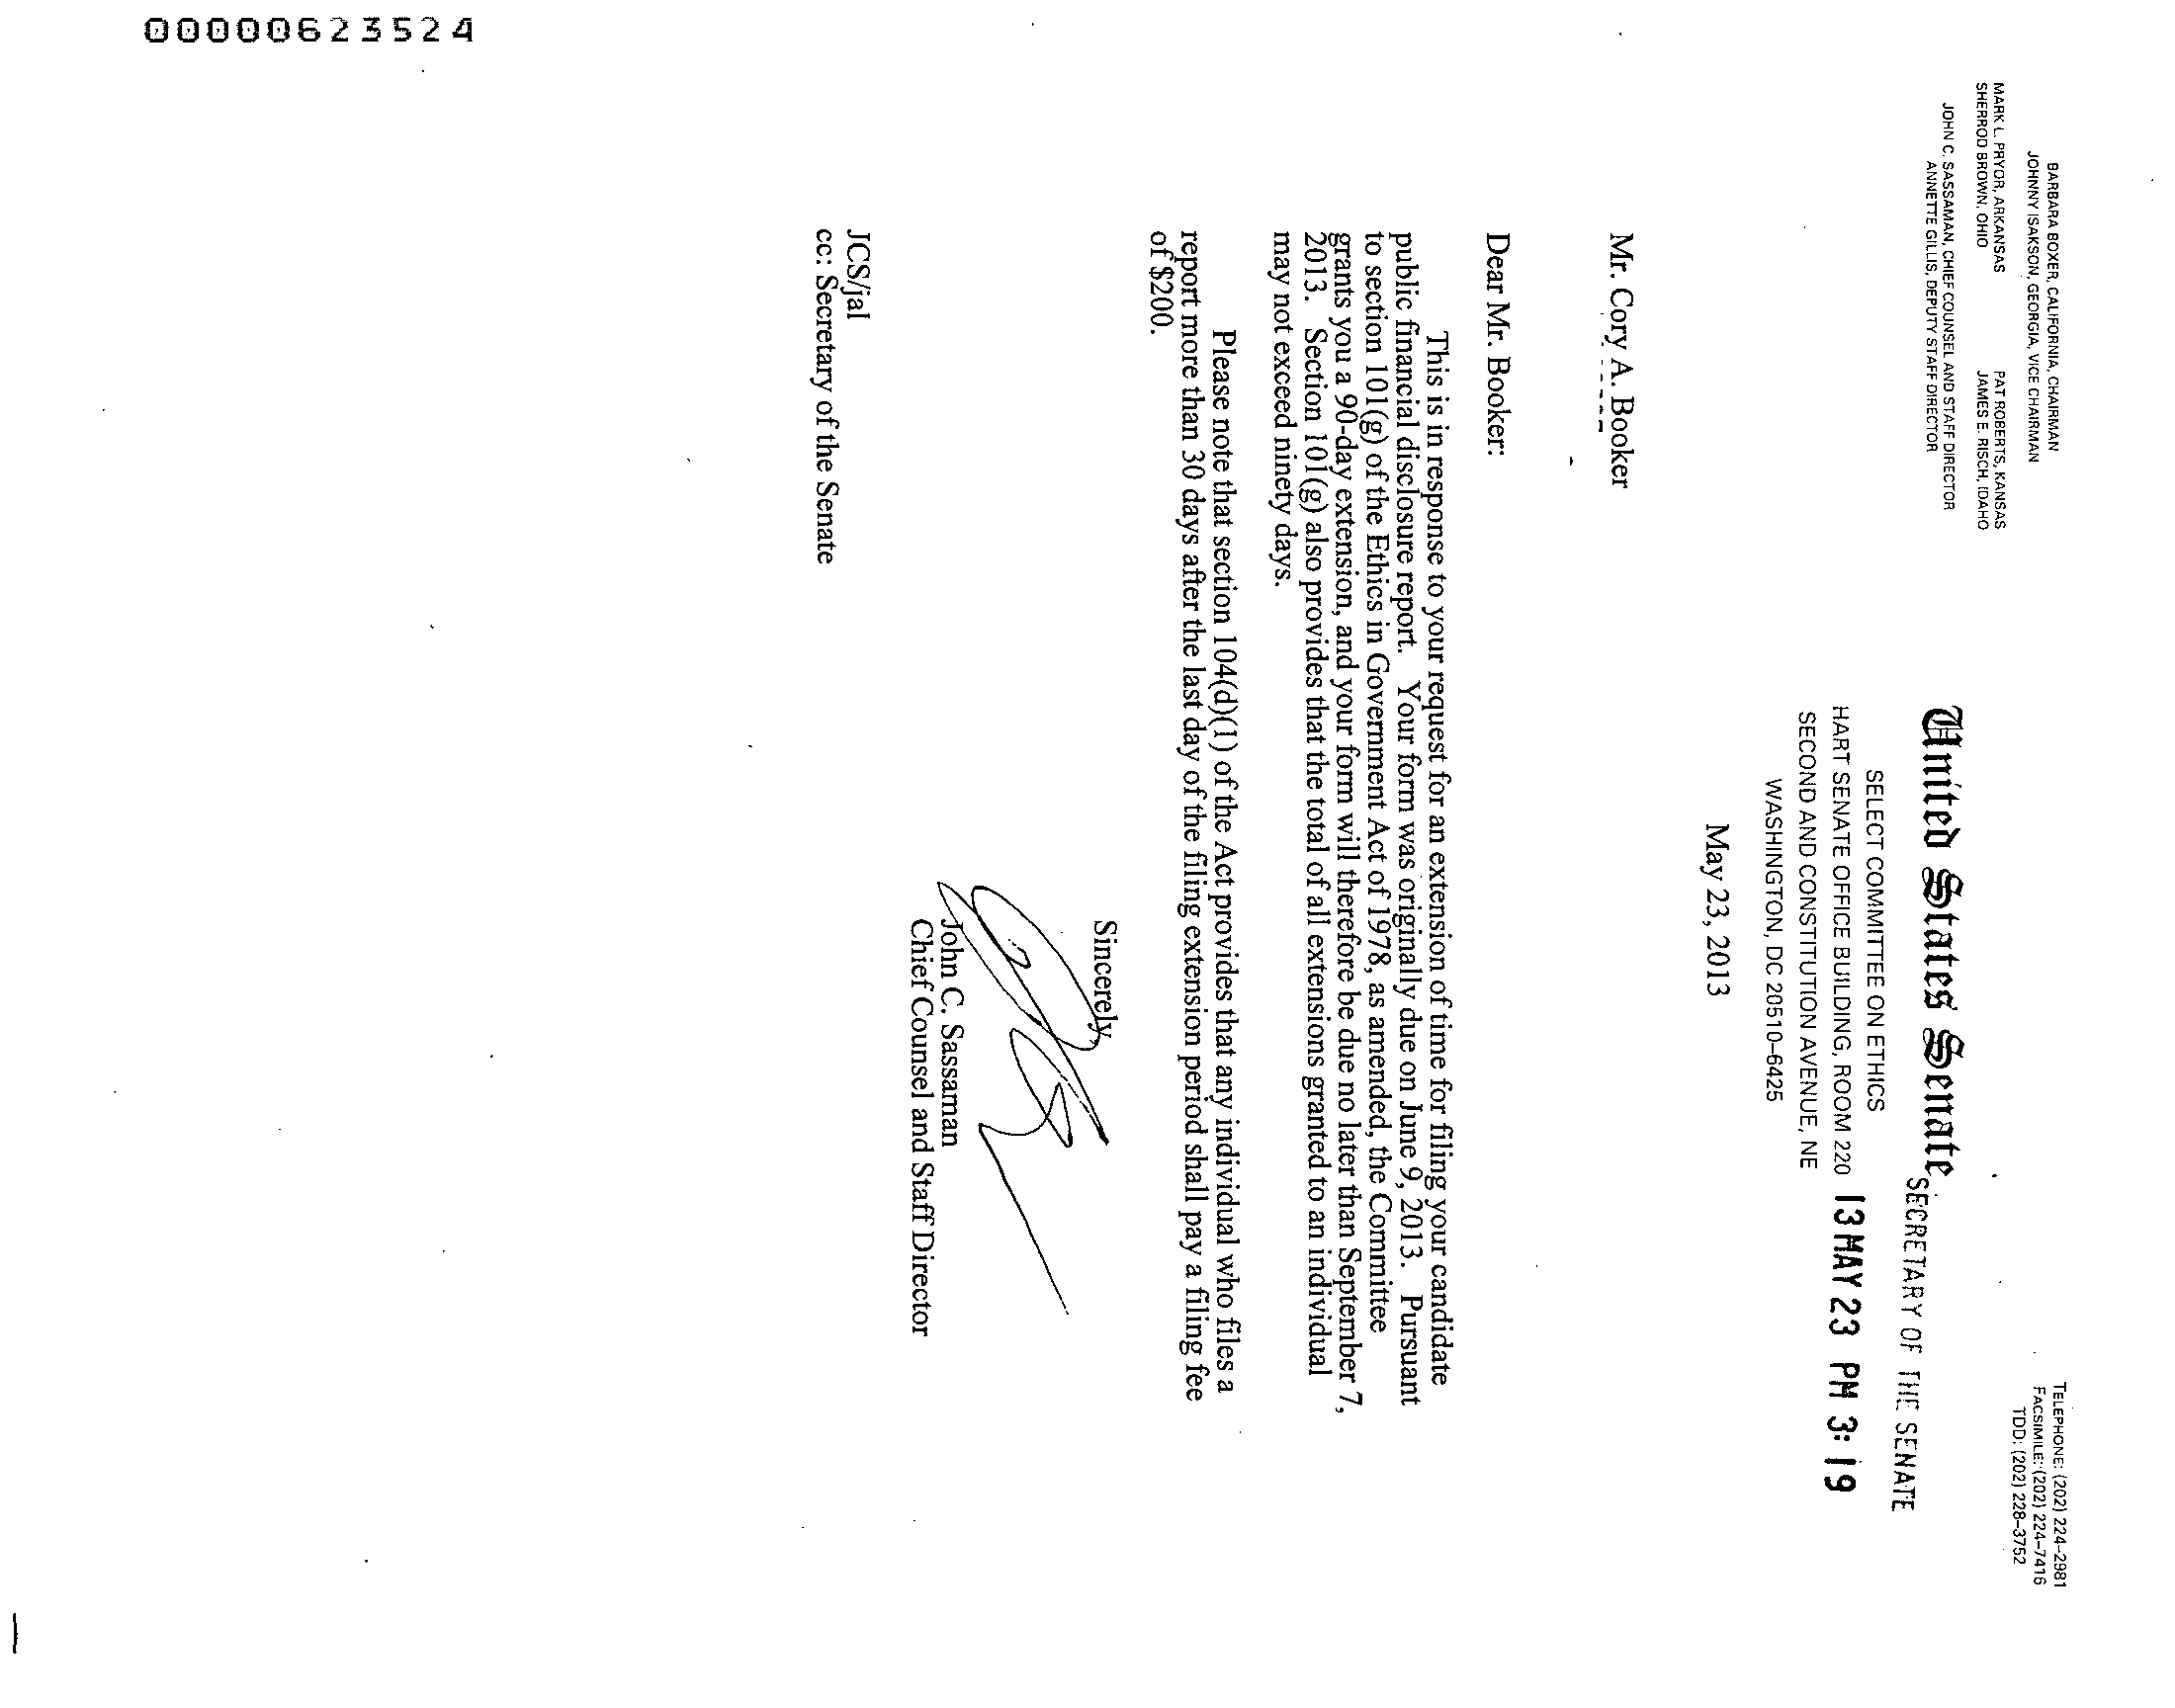 00000623524
BARBARA BOXER, CALIFORNIA, CHAIRMAN
JOHNNY ISAKSON, GEORGIA, VICE CHAIRMAN
MARK L. PRYOR, ARKANSAS PAT ROBERTS, KANSAS
SHERROD BROWN, OHIO JAMES E. RISCH, IDAHO
JOHN C. SASSAMAN, CHIEF COUNSEL AND STAFF DIRECTOR
ANNETTE GILLIS, DEPUTY STAFF DIRECTOR
TELEPHONE: (202) 224-2981
FACSIMILE: (202) 224-7416
TDD: (202) 228-3752
United States Senate
SELECT COMMITTEE ON ETHICS
HART SENATE OFFICE BUILDING, ROOM 220
SECOND AND CONSTITUTION AVENUE, NE
WASHINGTON, DC 20510-6425
SECRETARY OF THE SENATE
13 MAY 23 PM 3:19
May 23, 2013
Mr. Cory A. Booker
Dear Mr. Booker:
This is in response to your request for an extension of time for filing your candidate
public financial disclosure report. Your form was originally due on June 9, 2013. Pursuant
to section 101(g) of the Ethics in Government Act of 1978, as amended, the Committee
grants you a 90-day extension, and your form will therefore be due no later than September 7,
2013. Section 101(g) also provides that the total of all extensions granted to an individual
may not exceed ninety days.
Please note that section 104(d)(1) of the Act provides that any individual who files a
report more than 30 days after the last day of the filing extension period shall pay a filing fee
of $200.
Sincerely,
John C. Sassaman
Chief Counsel and Staff Director
JCS/jal
cc: Secretary of the Senate